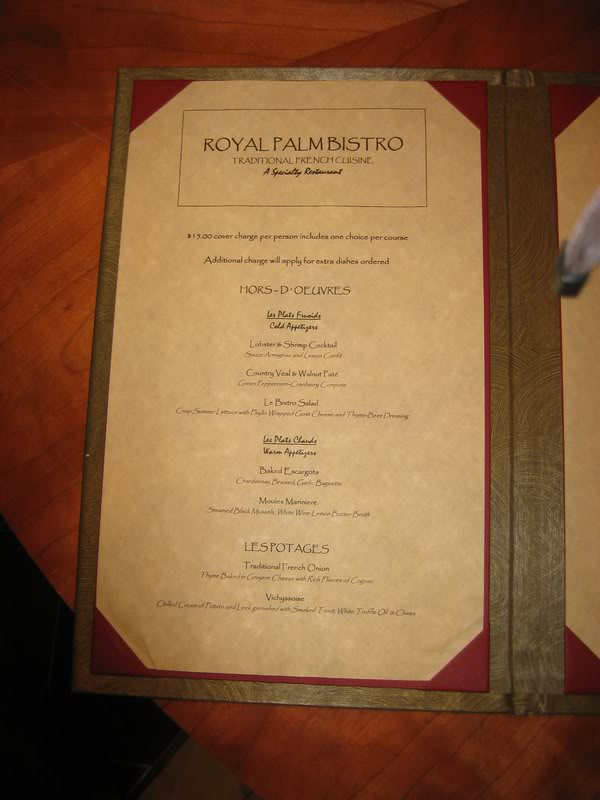 ROYAL PALM BISTRO
TRADITIONAL FRENCH CUISINE
A Specialty Restaurant
$15.00 cover charge per person includes one choice per course
Additional charge will apply for extra dishes ordered
HORS-D'OEUVRES
Les Plats Frusids
Cold Appetizers
Lobster & Shrimp Cocktail
Sauce Armagnac and Lemon Confit
Country Veal & Walnut Paté
Green Peppercorn-Cranberry Compote
Le Bistro Salad
Crisp Summer Lettuce with Phyllo Wrapped Goat Cheese and Thyme-Beet Dressing
Les Plats Chauds
Warm Appetizers
Baked Escargots
Chardonnay Braised, Garlic Baguette
Moules Mariniere
Steamed Black Mussels, White Wine-Lemon Butter Broth
LES POTAGES
Traditional French Onion
Thyme Baked in Gruyere Cheese with Rich Flavors of Cognac
Vichyssoise
Chilled Cream of Potato and Leek garnished with Smoked Trout, White Truffle Oil & Chives